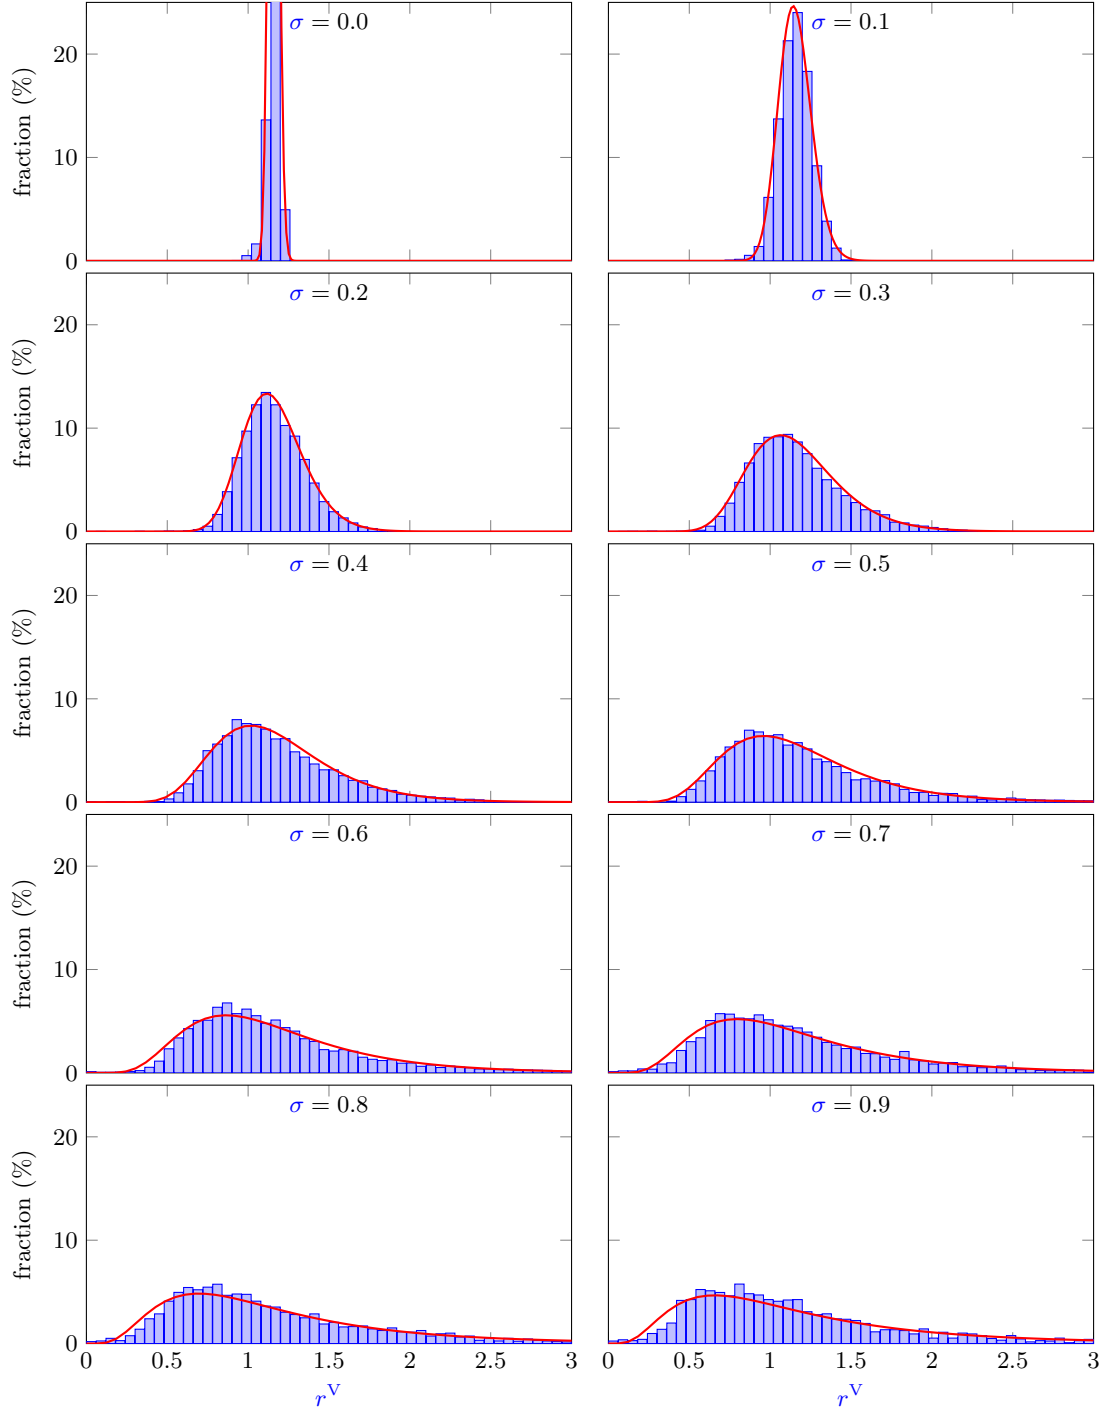 σ = 0.0 σ = 0.1
fraction (%) 0 10 20
σ = 0.2 σ = 0.3
fraction (%) 0 10 20
σ = 0.4 σ = 0.5
fraction (%) 0 10 20
σ = 0.6 σ = 0.7
fraction (%) 0 10 20
σ = 0.8 σ = 0.9
fraction (%) 0 10 20
0 0.5 1 1.5 2 2.5 3 0 0.5 1 1.5 2 2.5 3
r^V r^V